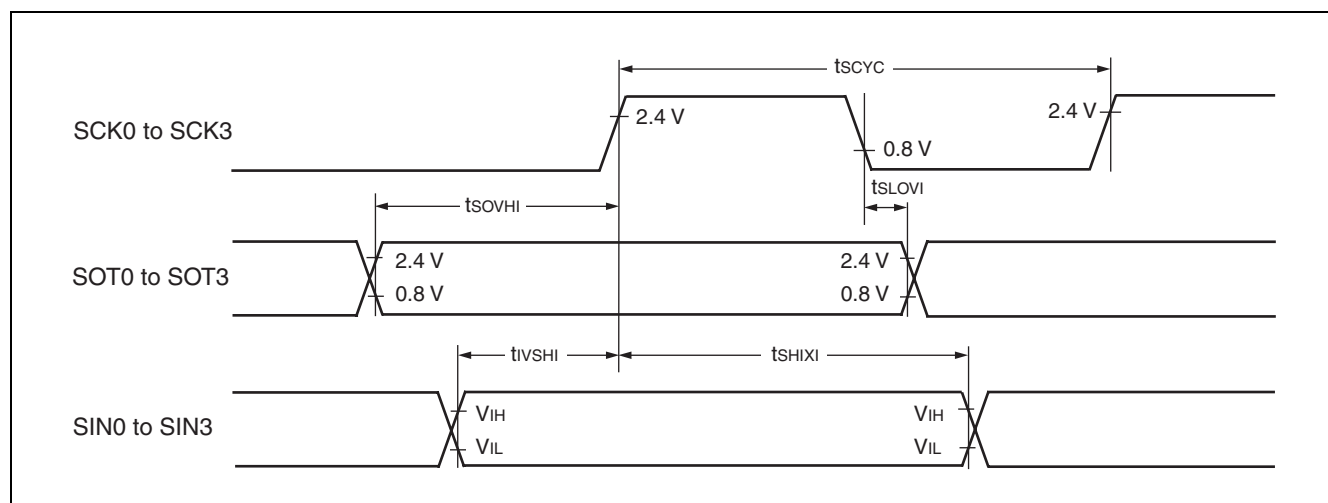 tSCYC
SCK0 to SCK3
2.4 V
2.4 V
0.8 V
tSOVHI
tSLOVI
SOT0 to SOT3
2.4 V
2.4 V
0.8 V
0.8 V
tIVSHI
tSHIXI
SIN0 to SIN3
VIH
VIH
VIL
VIL